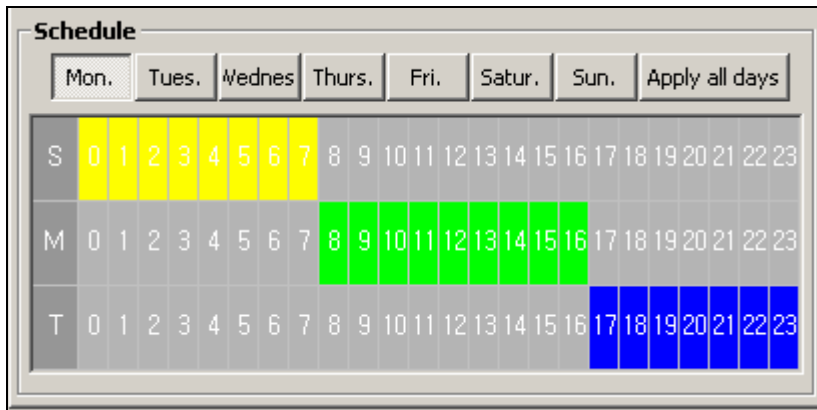 Schedule
Mon. Tues. Wednes Thurs. Fri. Satur. Sun. Apply all days
S 0 1 2 3 4 5 6 7 8 9 10 11 12 13 14 15 16 17 18 19 20 21 22 23
M 0 1 2 3 4 5 6 7 8 9 10 11 12 13 14 15 16 17 18 19 20 21 22 23
T 0 1 2 3 4 5 6 7 8 9 10 11 12 13 14 15 16 17 18 19 20 21 22 23